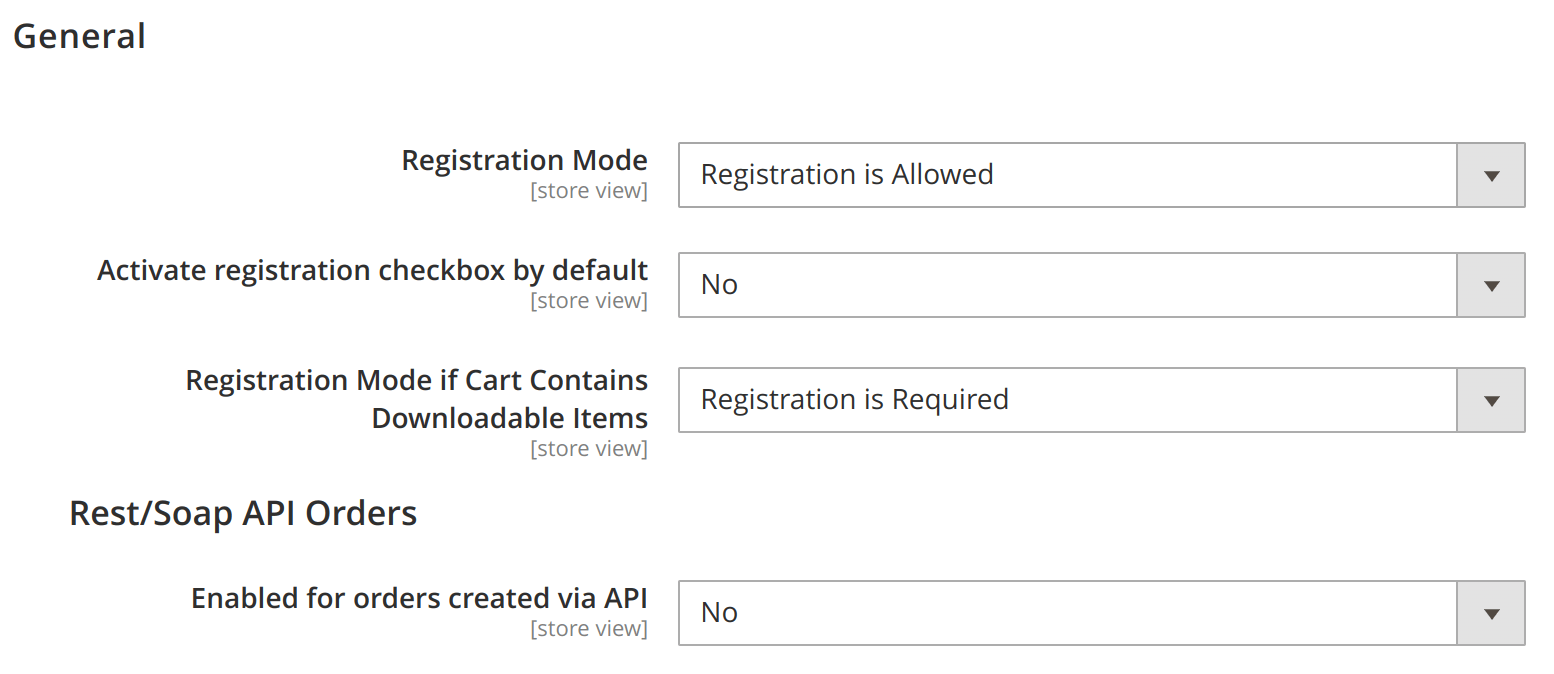 General
Registration Mode
[store view]
Registration is Allowed
Activate registration checkbox by default
[store view]
No
Registration Mode if Cart Contains
Downloadable Items
[store view]
Registration is Required
Rest/Soap API Orders
Enabled for orders created via API
[store view]
No